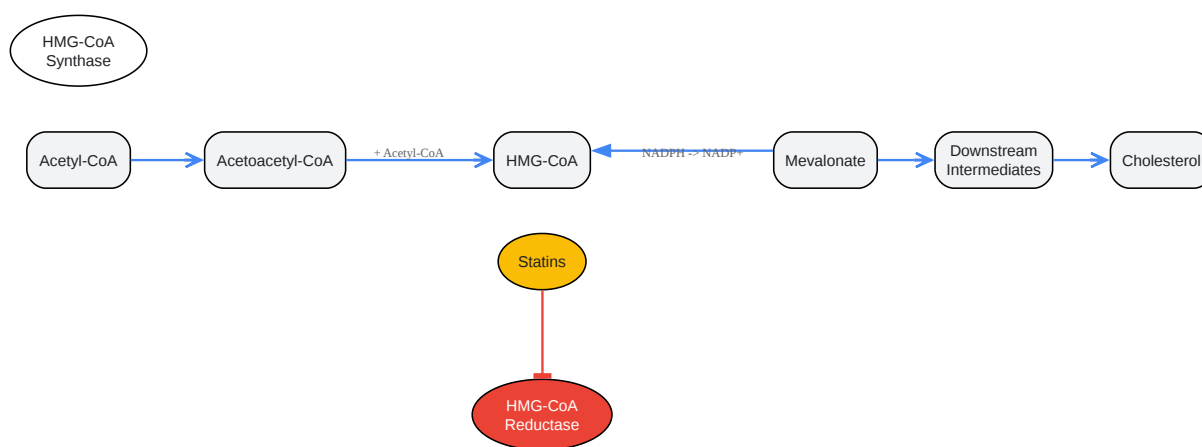 HMG-CoA
Synthase
Acetyl-CoA
Acetoacetyl-CoA
+ Acetyl-CoA
HMG-CoA
NADPH -> NADP+
Mevalonate
Downstream
Intermediates
Cholesterol
Statins
HMG-CoA
Reductase